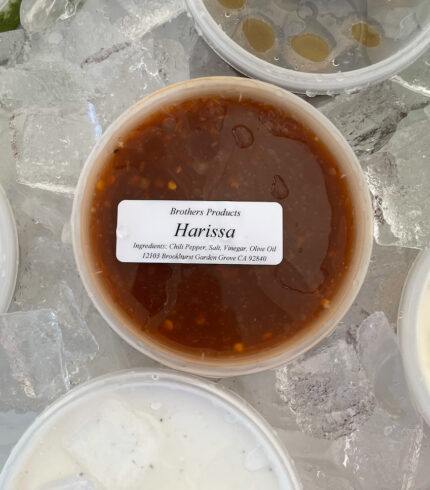 Brothers Products
Harissa
Ingredients: Chili Pepper, Salt, Vinegar, Olive Oil
12103 Brookhurst Garden Grove CA 92840